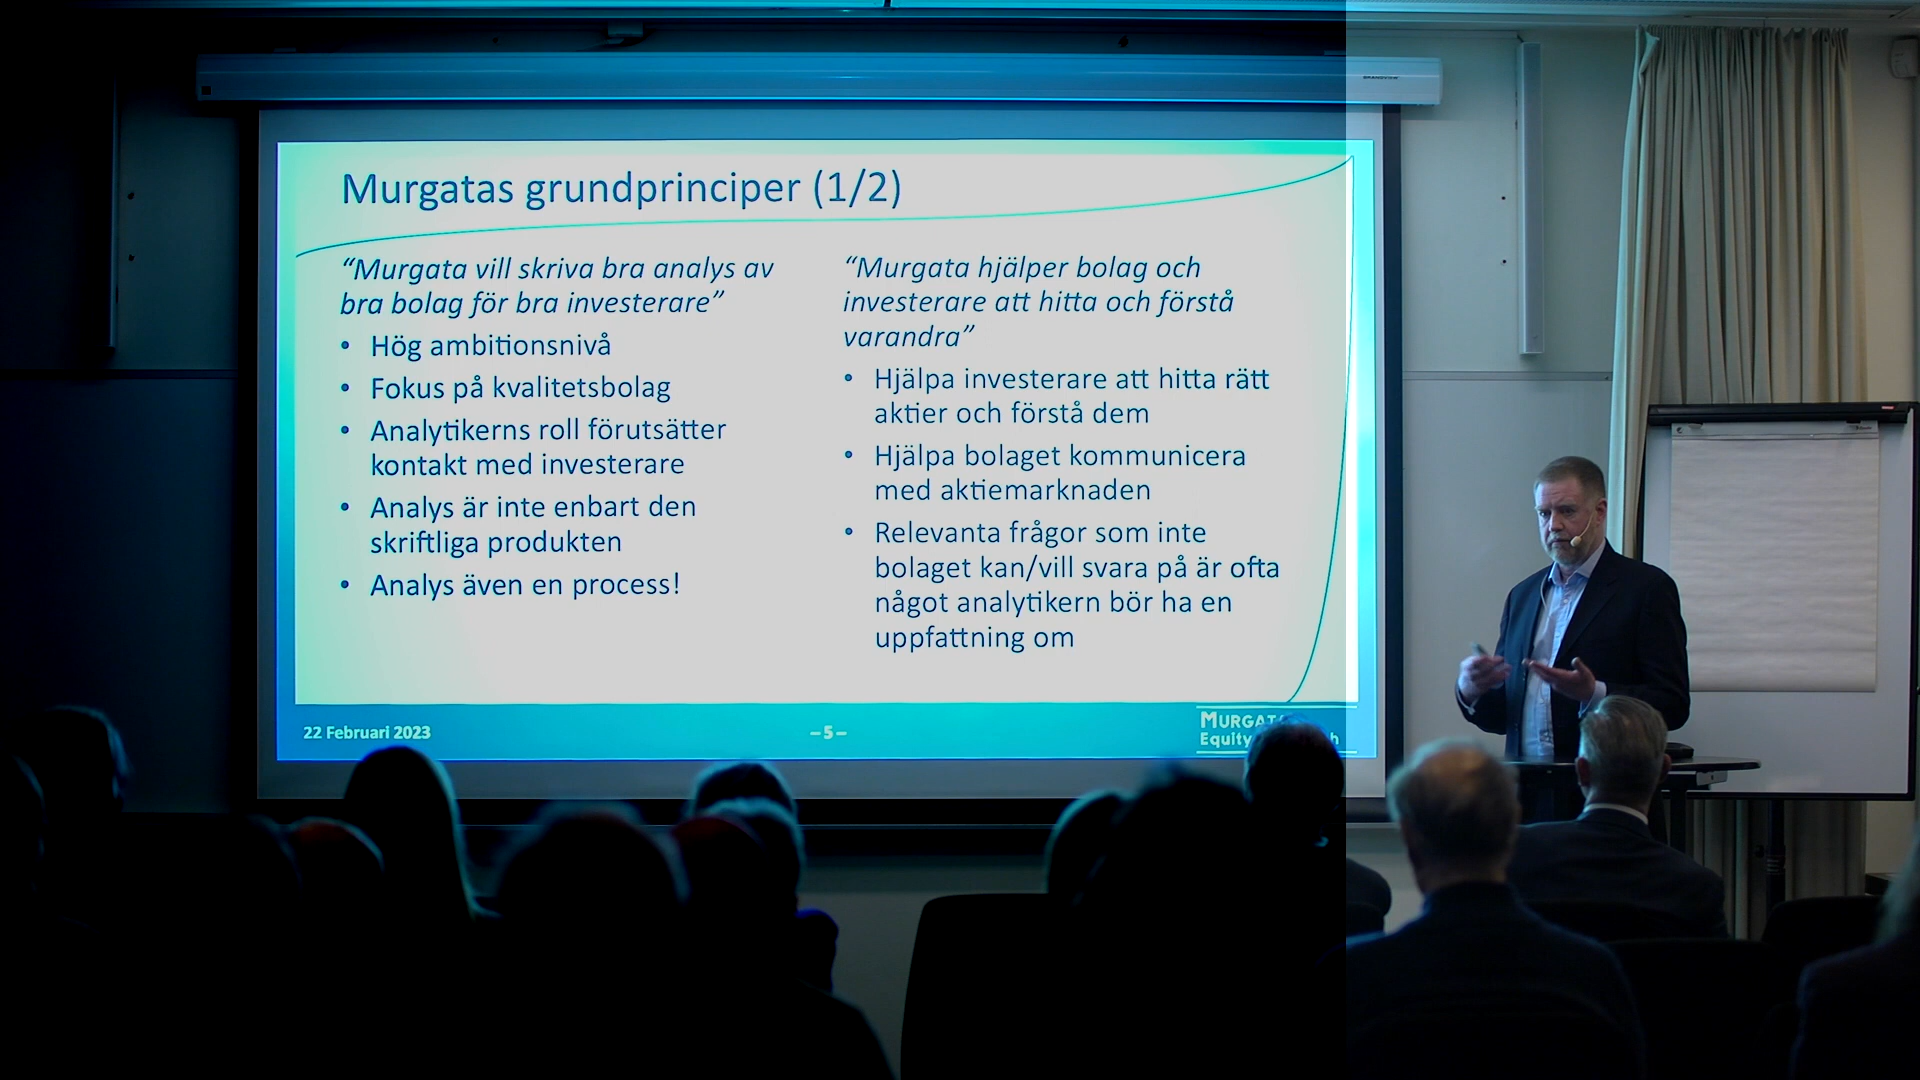 Murgatas grundprinciper (1/2)
“Murgata vill skriva bra analys av
bra bolag för bra investerare”
• Hög ambitionsnivå
• Fokus på kvalitetsbolag
• Analytikerns roll förutsätter
kontakt med investerare
• Analys är inte enbart den
skriftliga produkten
• Analys även en process!
“Murgata hjälper bolag och
investerare att hitta och förstå
varandra”
• Hjälpa investerare att hitta rätt
aktier och förstå dem
• Hjälpa bolaget kommunicera
med aktiemarknaden
• Relevanta frågor som inte
bolaget kan/vill svara på är ofta
något analytikern bör ha en
uppfattning om
22 Februari 2023
–5–
Equity